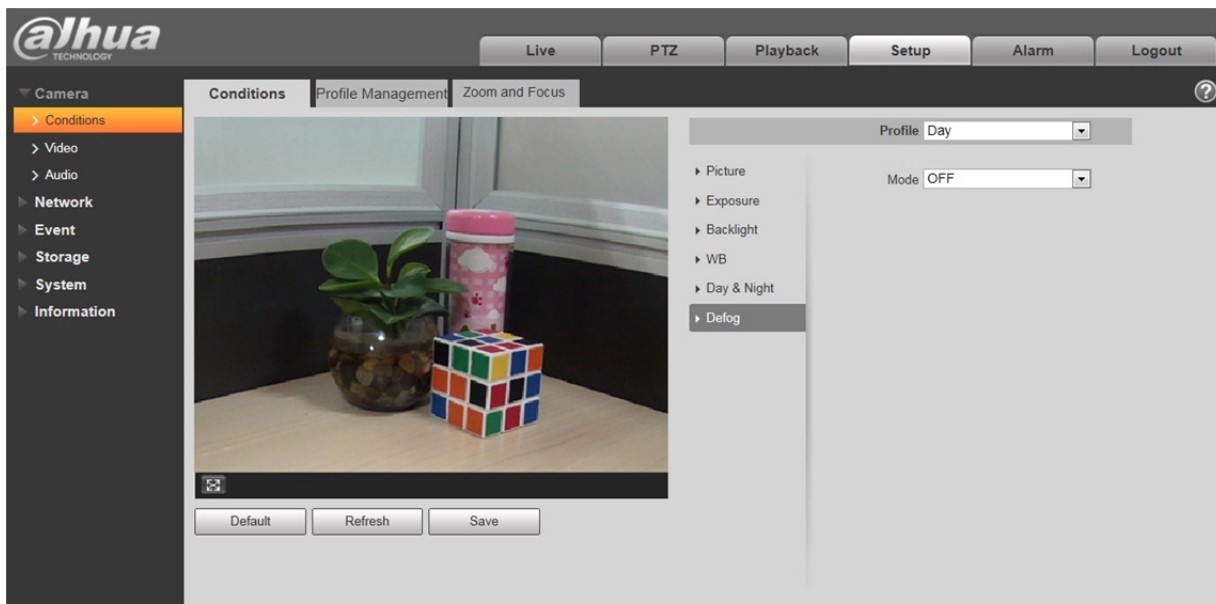 alhua
TECHNOLOGY
Live
PTZ
Playback
Setup
Alarm
Logout
Camera
Conditions
Video
Audio
Network
Event
Storage
System
Information
Conditions
Profile Management
Zoom and Focus
?
Profile Day
Picture
Exposure
Backlight
WB
Day & Night
Defog
Mode OFF
Default
Refresh
Save